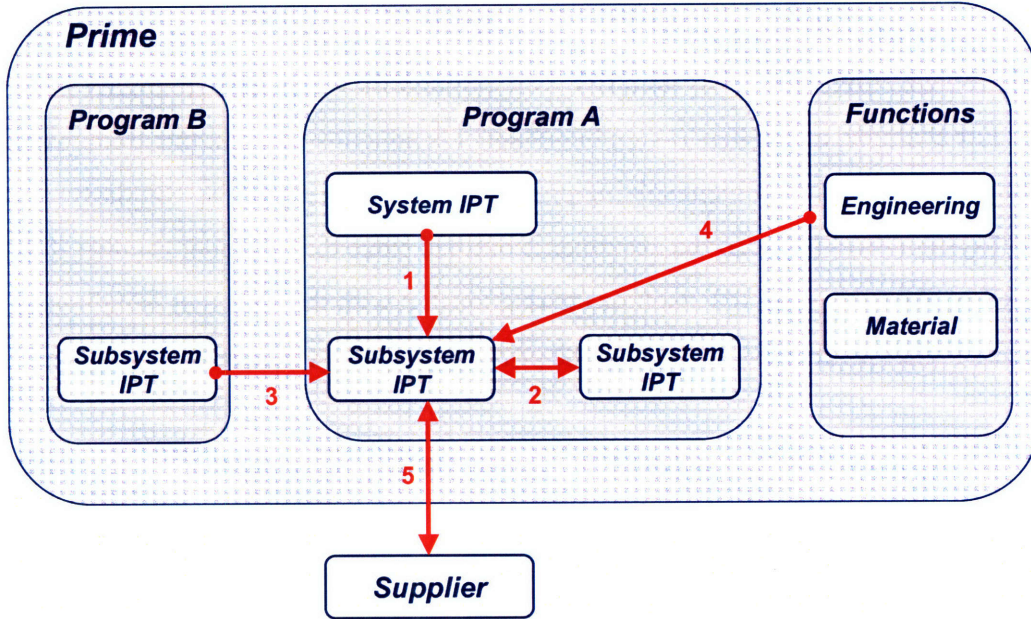 Prime
Program B
Program A
Functions
System IPT
Engineering
4
1
Material
Subsystem
IPT
Subsystem
IPT
Subsystem
IPT
3
2
5
Supplier